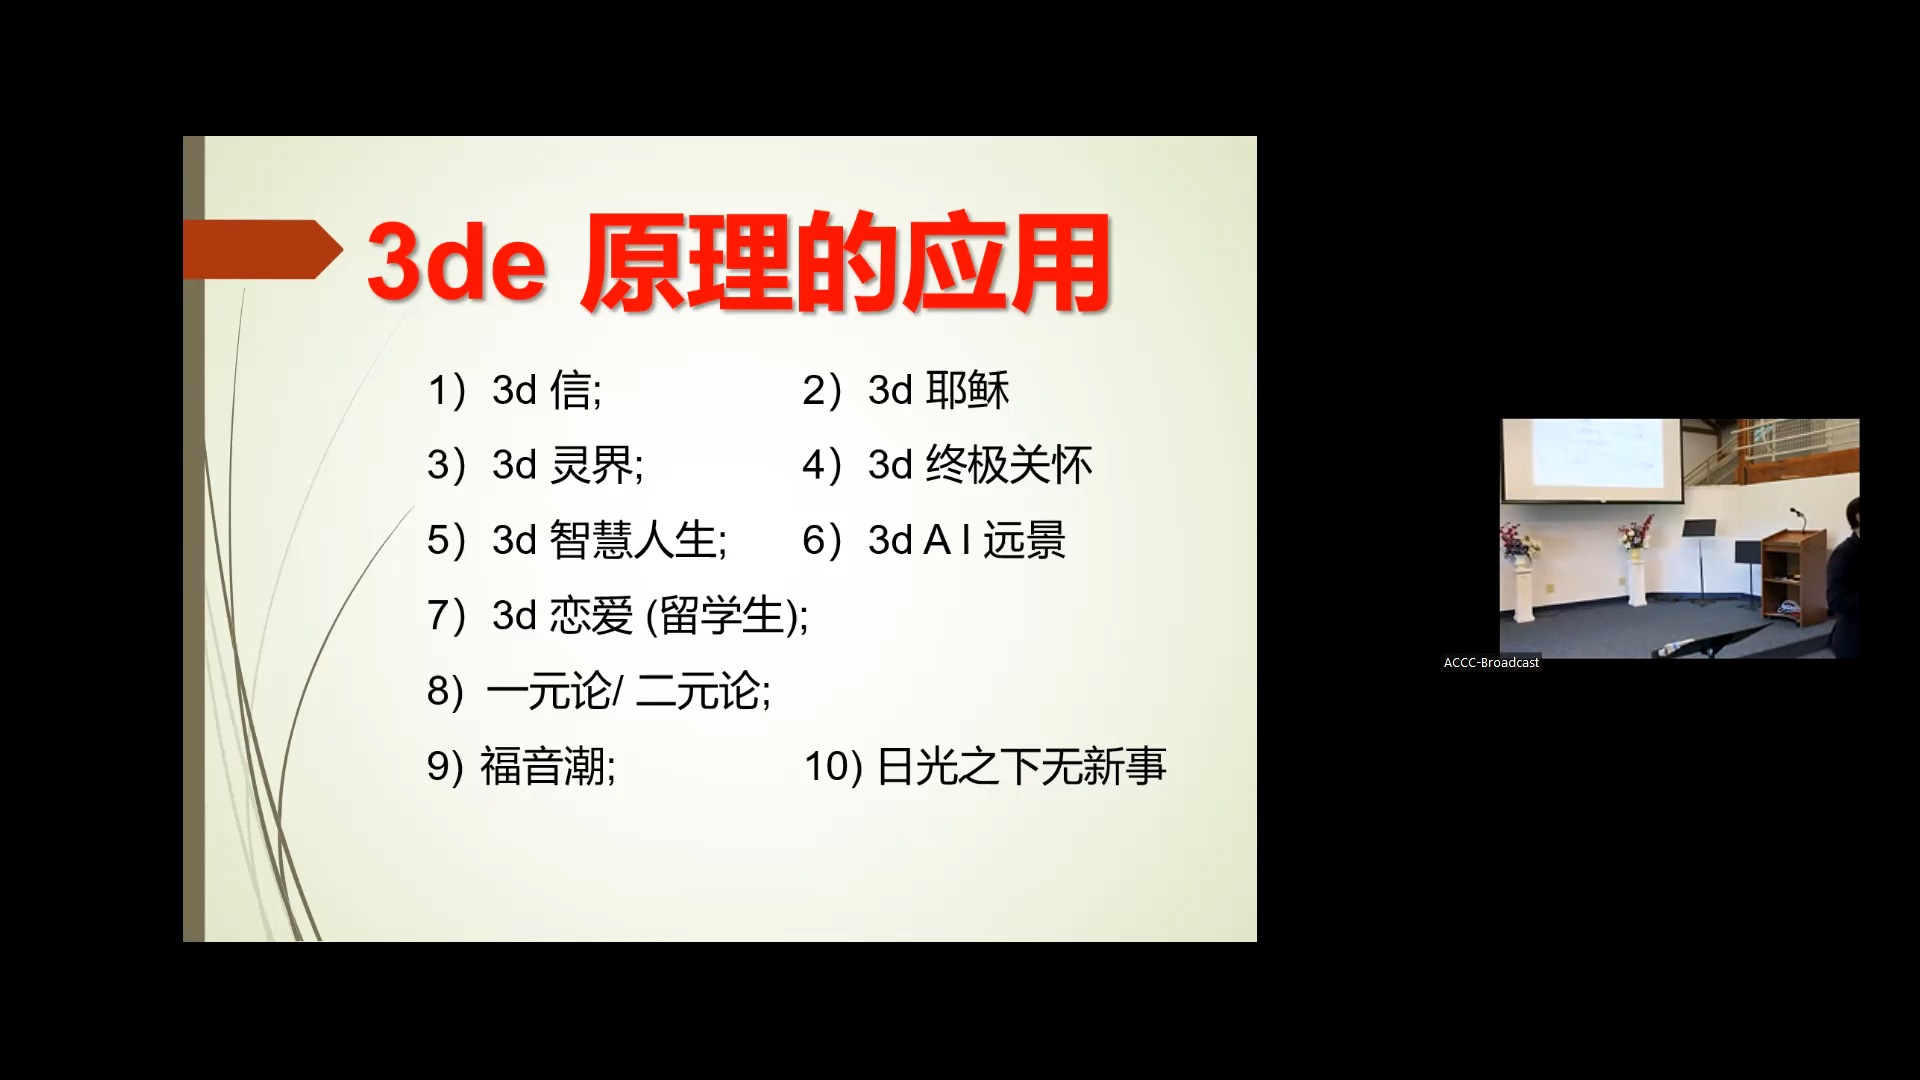 3de 原理的应用
1）3d 信; 2）3d 耶稣
3）3d 灵界; 4）3d 终极关怀
5）3d 智慧人生; 6）3d A I 远景
7）3d 恋爱 (留学生);
8) 一元论/ 二元论;
9) 福音潮; 10) 日光之下无新事
ACCC-Broadcast